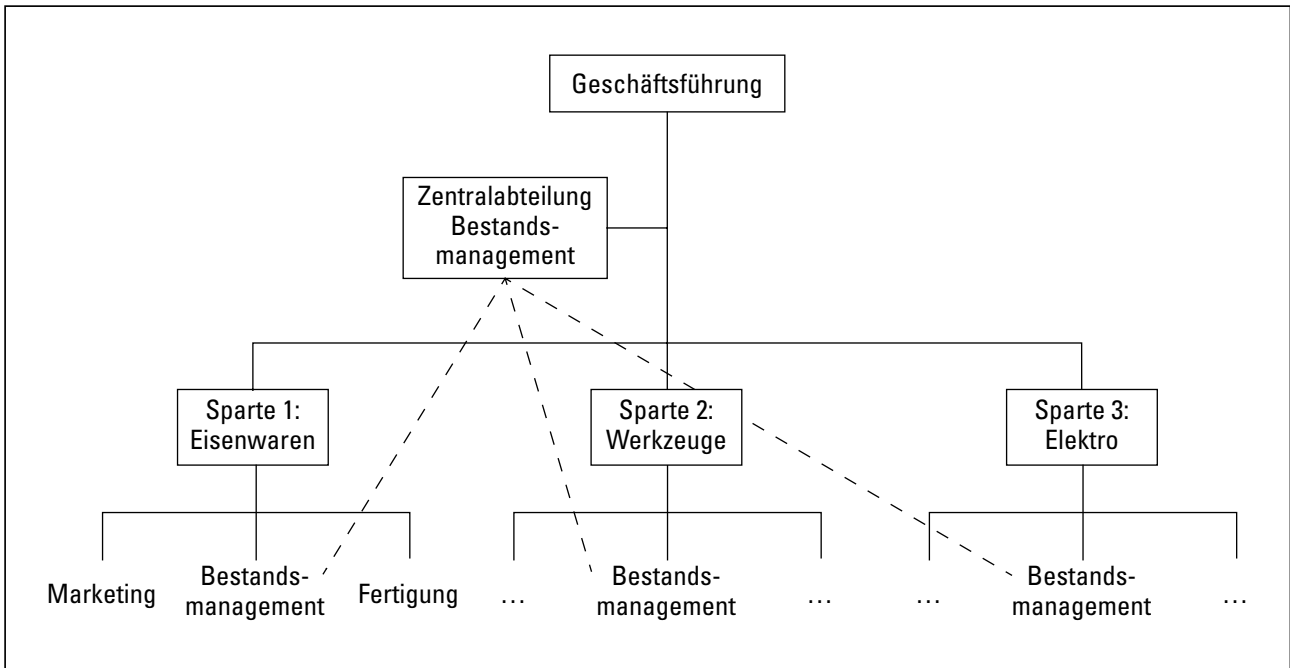 Geschäftsführung
Zentralabteilung
Bestands-
management
Sparte 1:
Eisenwaren
Sparte 2:
Werkzeuge
Sparte 3:
Elektro
Marketing
Bestands-
management
Fertigung
...
Bestands-
management
...
...
Bestands-
management
...